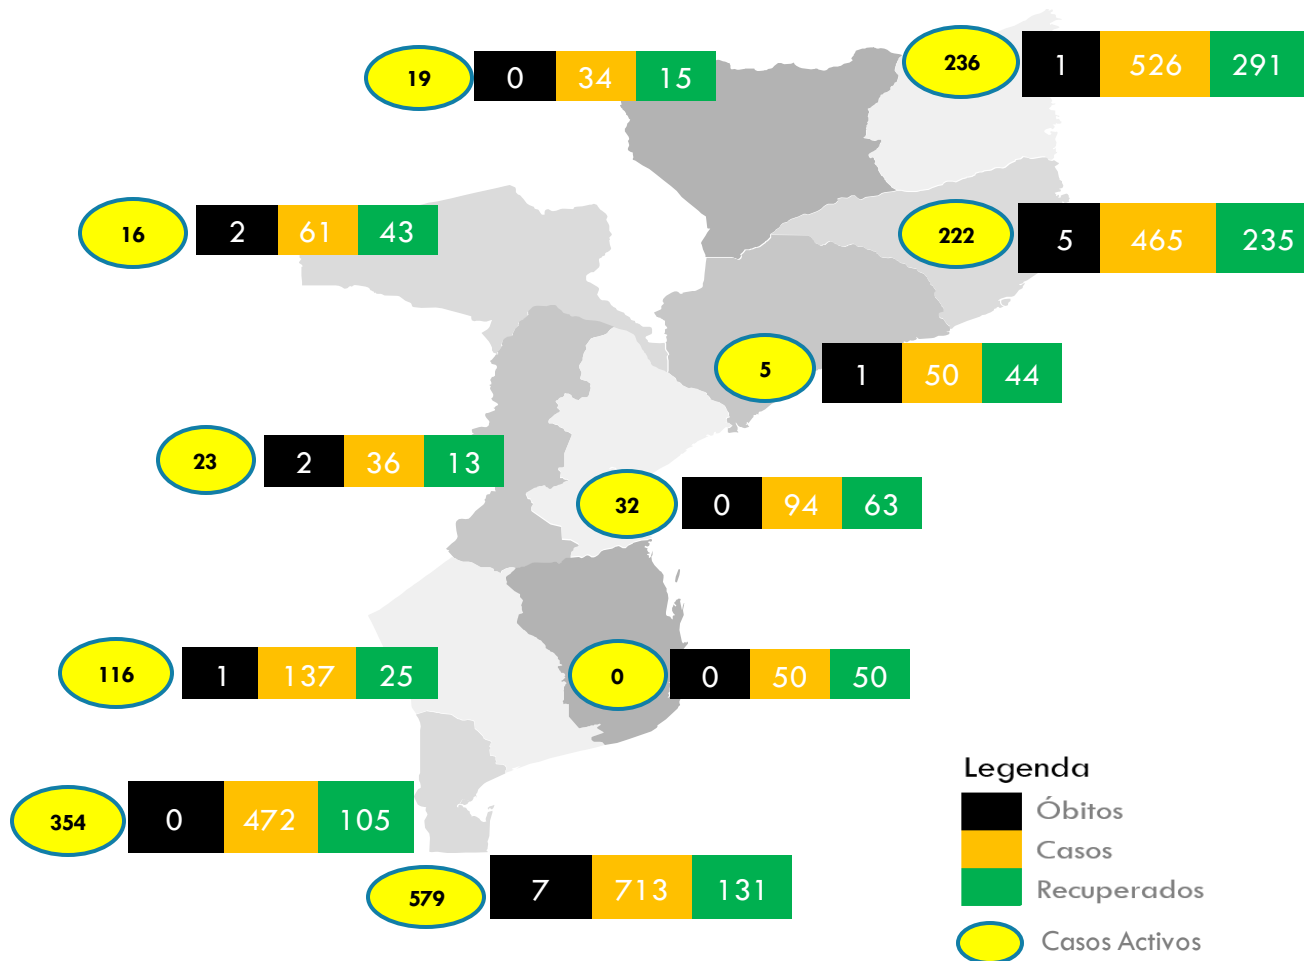 19 0 34 15
236 1 526 291
16 2 61 43
222 5 465 235
5 1 50 44
23 2 36 13
32 0 94 63
116 1 137 25
0 0 50 50
354 0 472 105
579 7 713 131
Legenda
Óbitos
Casos
Recuperados
Casos Activos